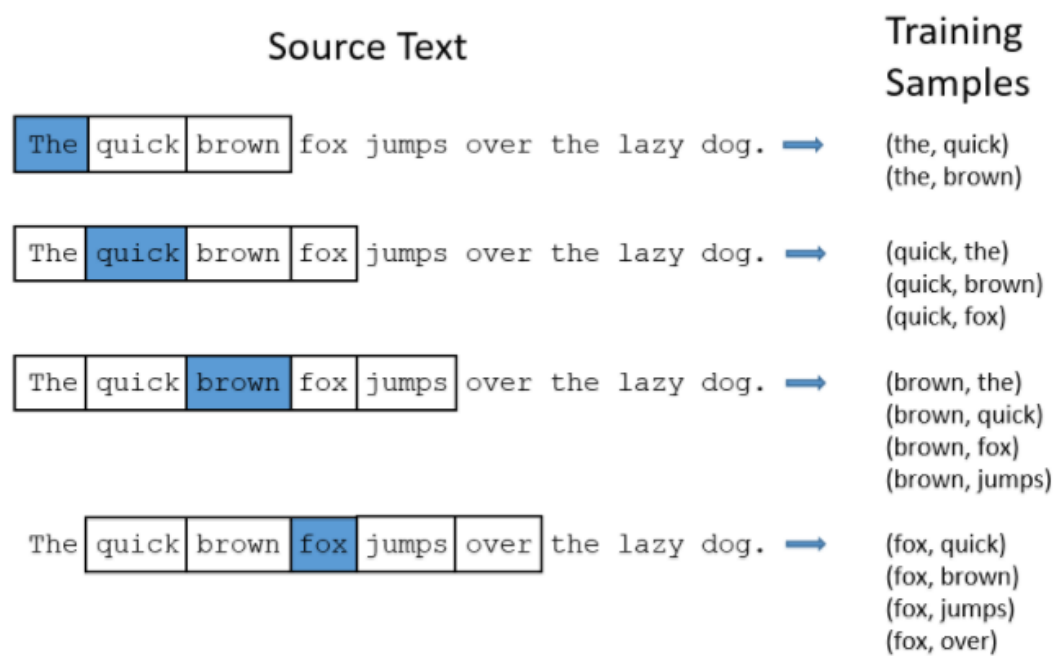 Source Text
Training
Samples
The quick brown fox jumps over the lazy dog.
(the, quick)
(the, brown)
The quick brown fox jumps over the lazy dog.
(quick, the)
(quick, brown)
(quick, fox)
The quick brown fox jumps over the lazy dog.
(brown, the)
(brown, quick)
(brown, fox)
(brown, jumps)
The quick brown fox jumps over the lazy dog.
(fox, quick)
(fox, brown)
(fox, jumps)
(fox, over)